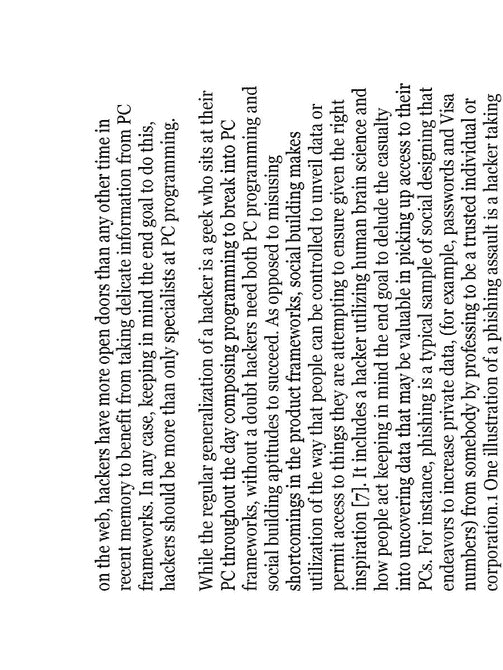 on the web, hackers have more open doors than any other time in
recent memory to benefit from taking delicate information from PC
frameworks. In any case, keeping in mind the end goal to do this,
hackers should be more than only specialists at PC programming.
While the regular generalization of a hacker is a geek who sits at their
PC throughout the day composing programming to break into PC
frameworks, without a doubt hackers need both PC programming and
social building aptitudes to succeed. As opposed to misusing
shortcomings in the product frameworks, social building makes
utilization of the way that people can be controlled to unveil data or
permit access to things they are attempting to ensure given the right
inspiration [7]. It includes a hacker utilizing human brain science and
how people act keeping in mind the end goal to delude the casualty
into uncovering data that may be valuable in picking up access to their
PCs. For instance, phishing is a typical sample of social designing that
endeavors to increase private data, (for example, passwords and Visa
numbers) from somebody by professing to be a trusted individual or
corporation.1 One illustration of a phishing assault is a hacker taking